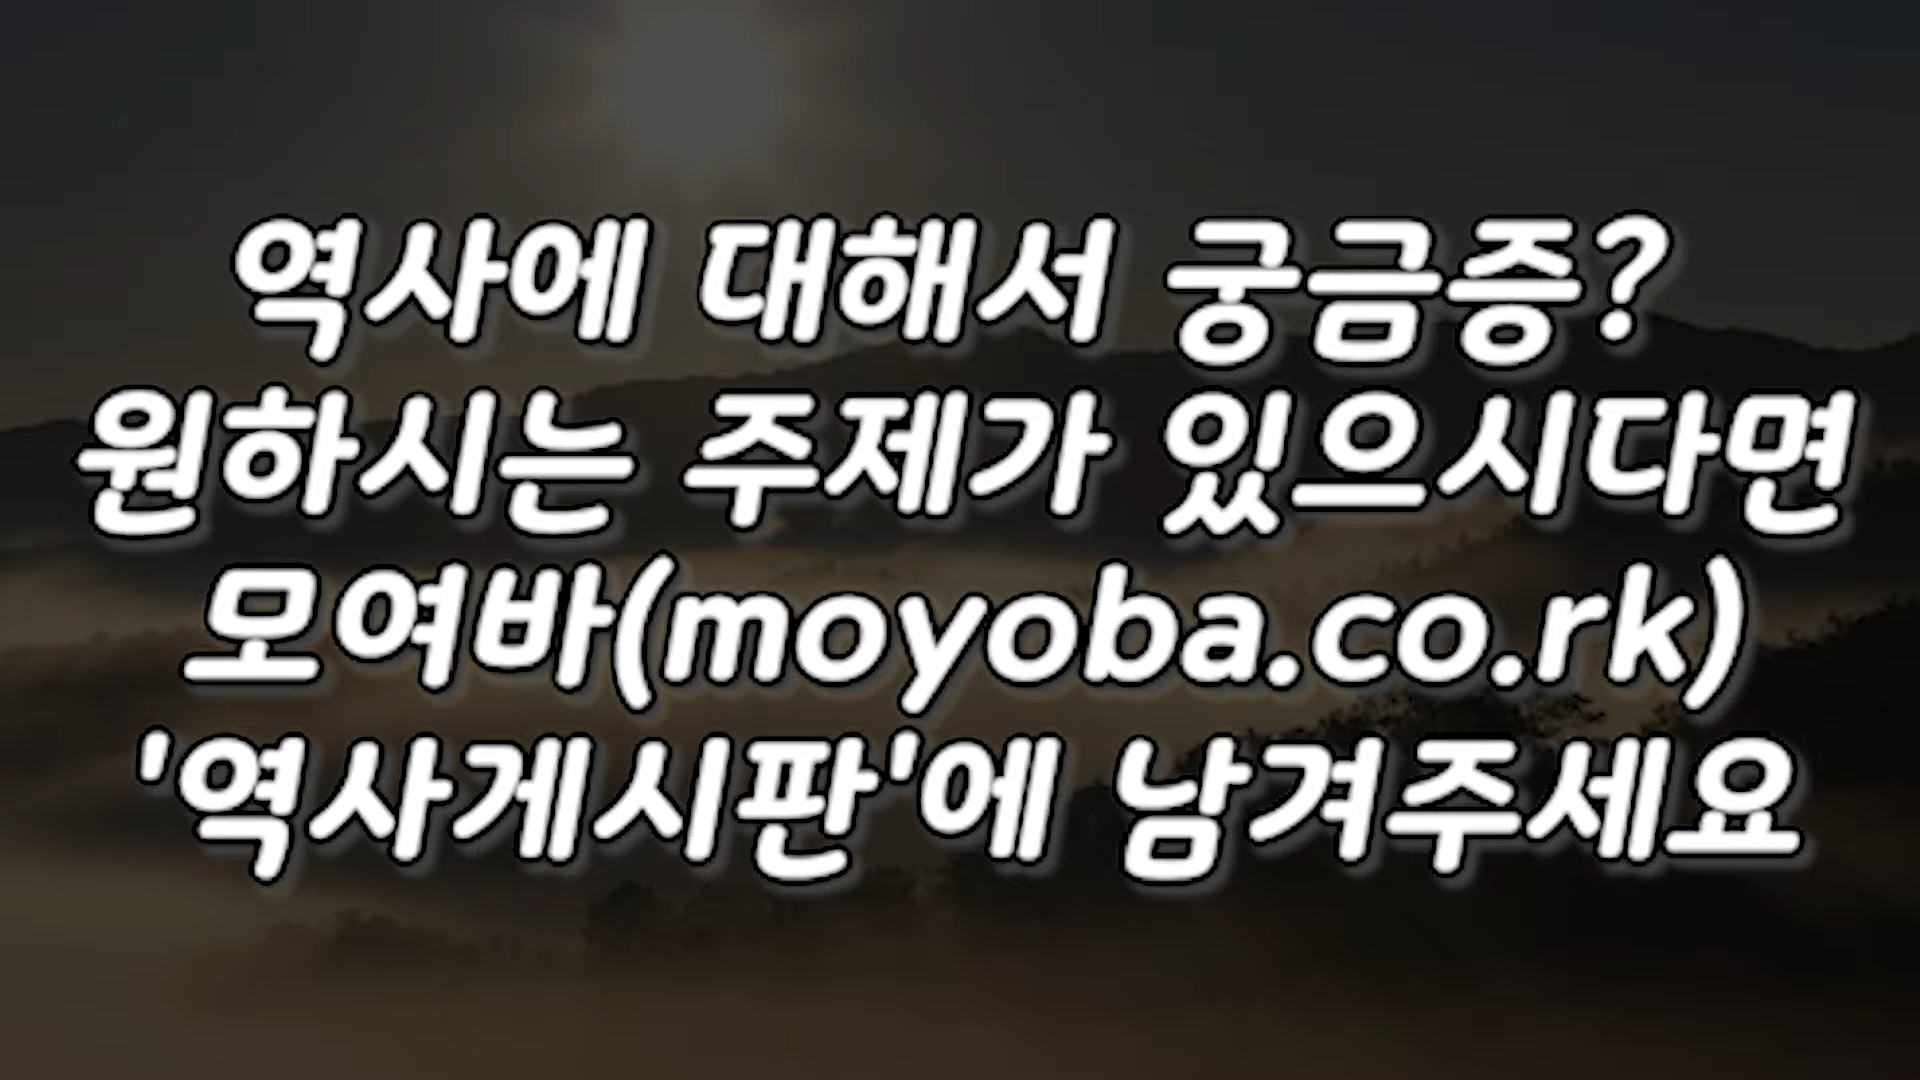 역사에 대해서 궁금증?
원하시는 주제가 있으시다면
모여바(moyoba.co.rk)
'역사게시판'에 남겨주세요